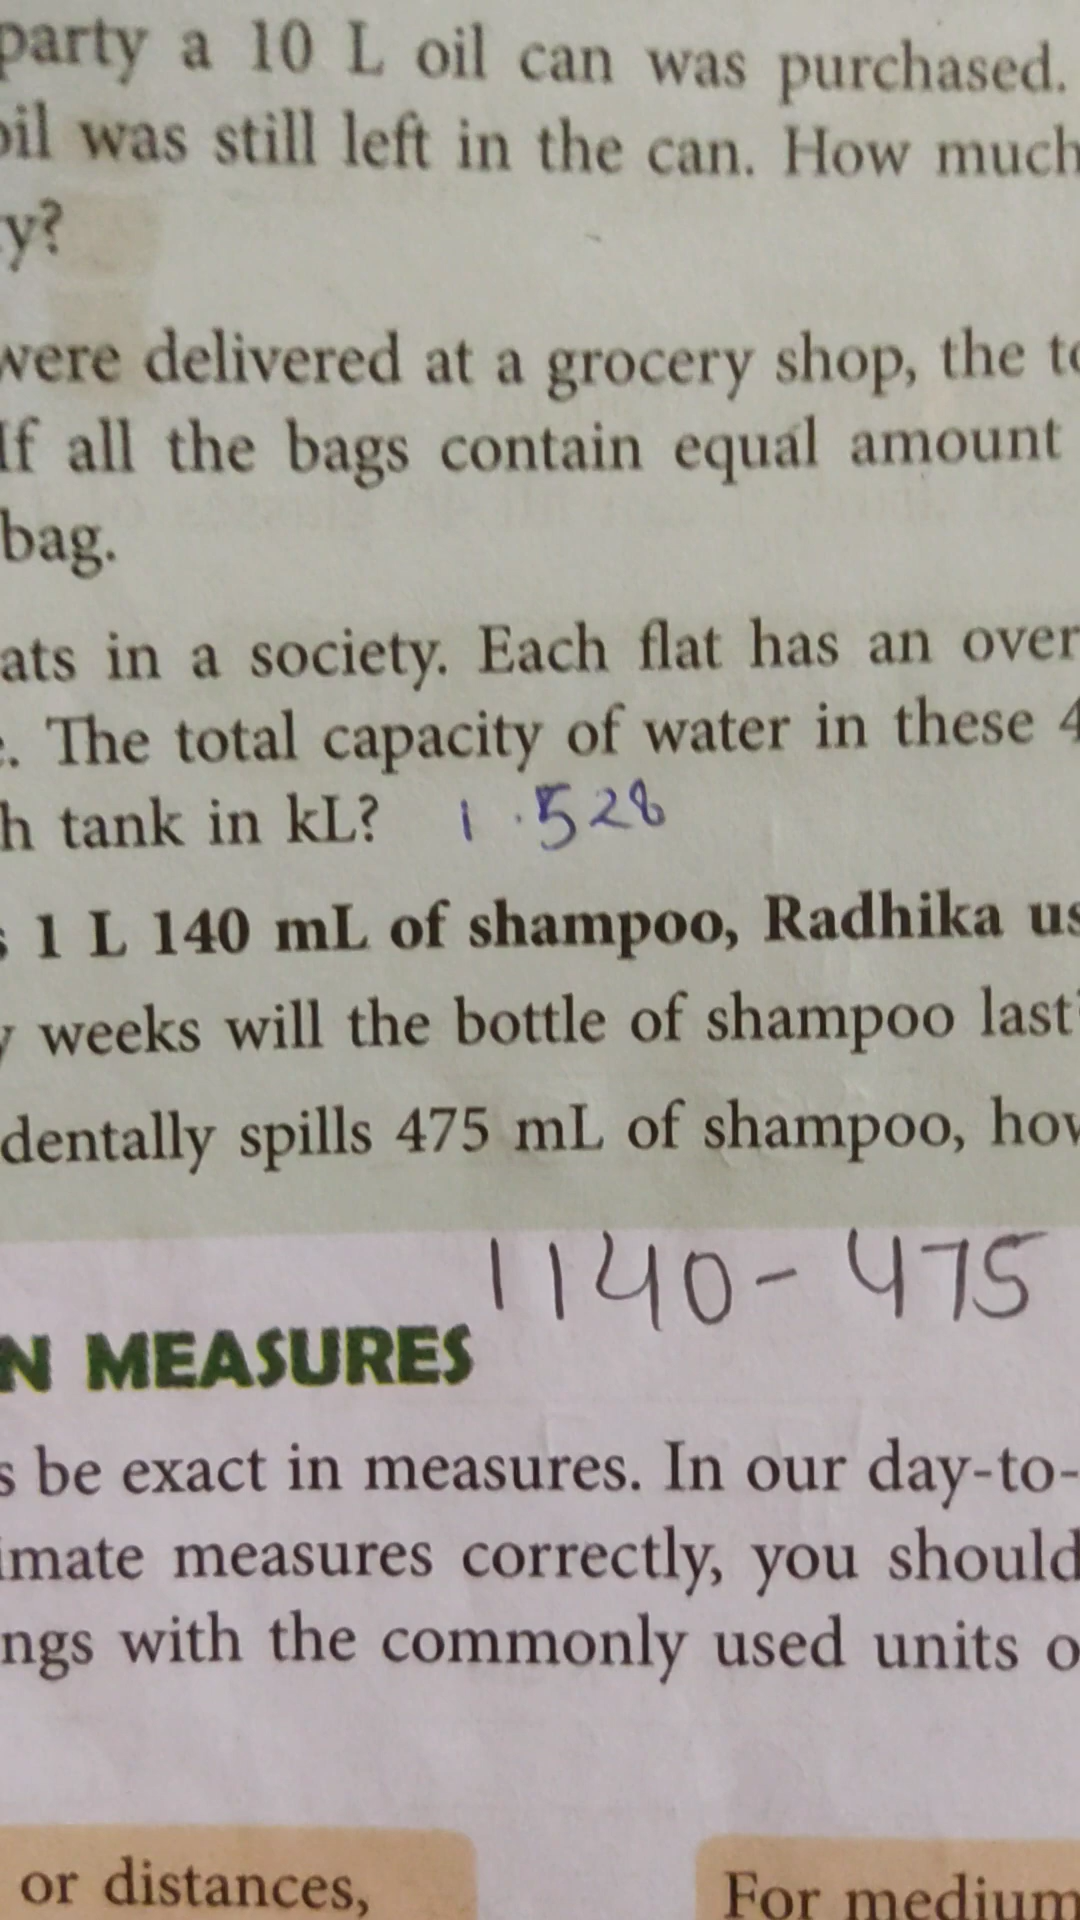 party a 10 L oil can was purchased.
oil was still left in the can. How much
y?
were delivered at a grocery shop, the to
If all the bags contain equal amount
bag.
ats in a society. Each flat has an over
e. The total capacity of water in these 4
h tank in kL? 1.528
s 1 L 140 mL of shampoo, Radhika us
y weeks will the bottle of shampoo last?
dentally spills 475 mL of shampoo, how
1140-475
N MEASURES
s be exact in measures. In our day-to-
imate measures correctly, you should
ngs with the commonly used units o
or distances,
For medium